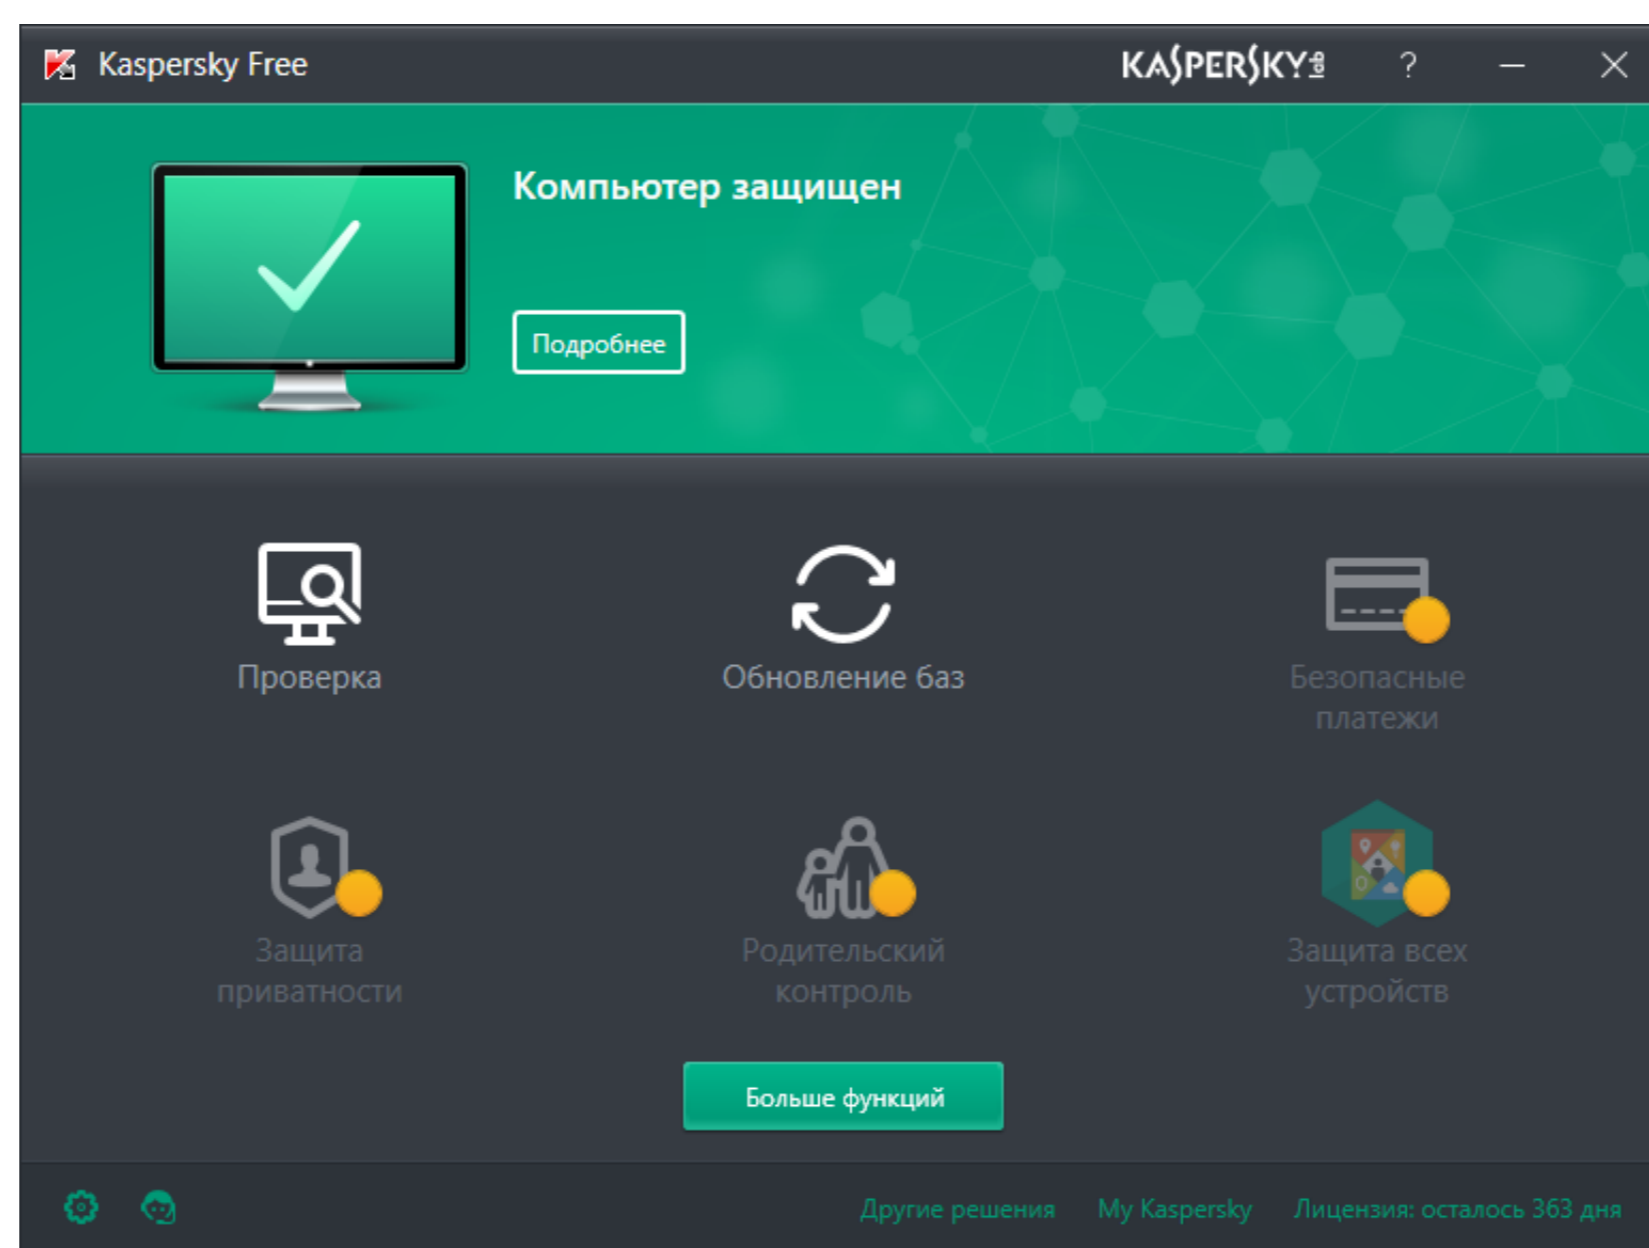 Kaspersky Free
KASPERSKY lab ?
Компьютер защищен
Подробнее
Проверка
Обновление баз
Безопасные
платежи
Защита
приватности
Родительский
контроль
Защита всех
устройств
Больше функций
Другие решения My Kaspersky Лицензия: осталось 363 дня